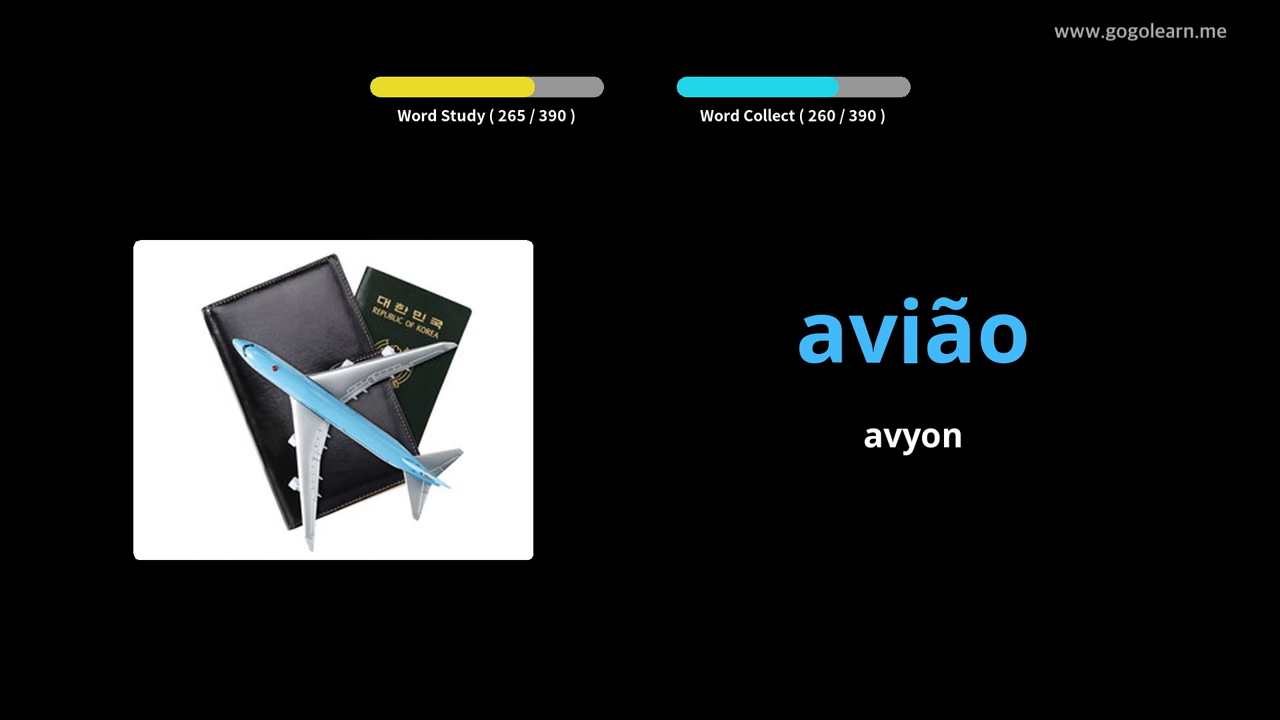 www.gogolearn.me
Word Study ( 265 / 390 )
Word Collect ( 260 / 390 )
대한민국
REPUBLIC OF KOREA
avião
avyon